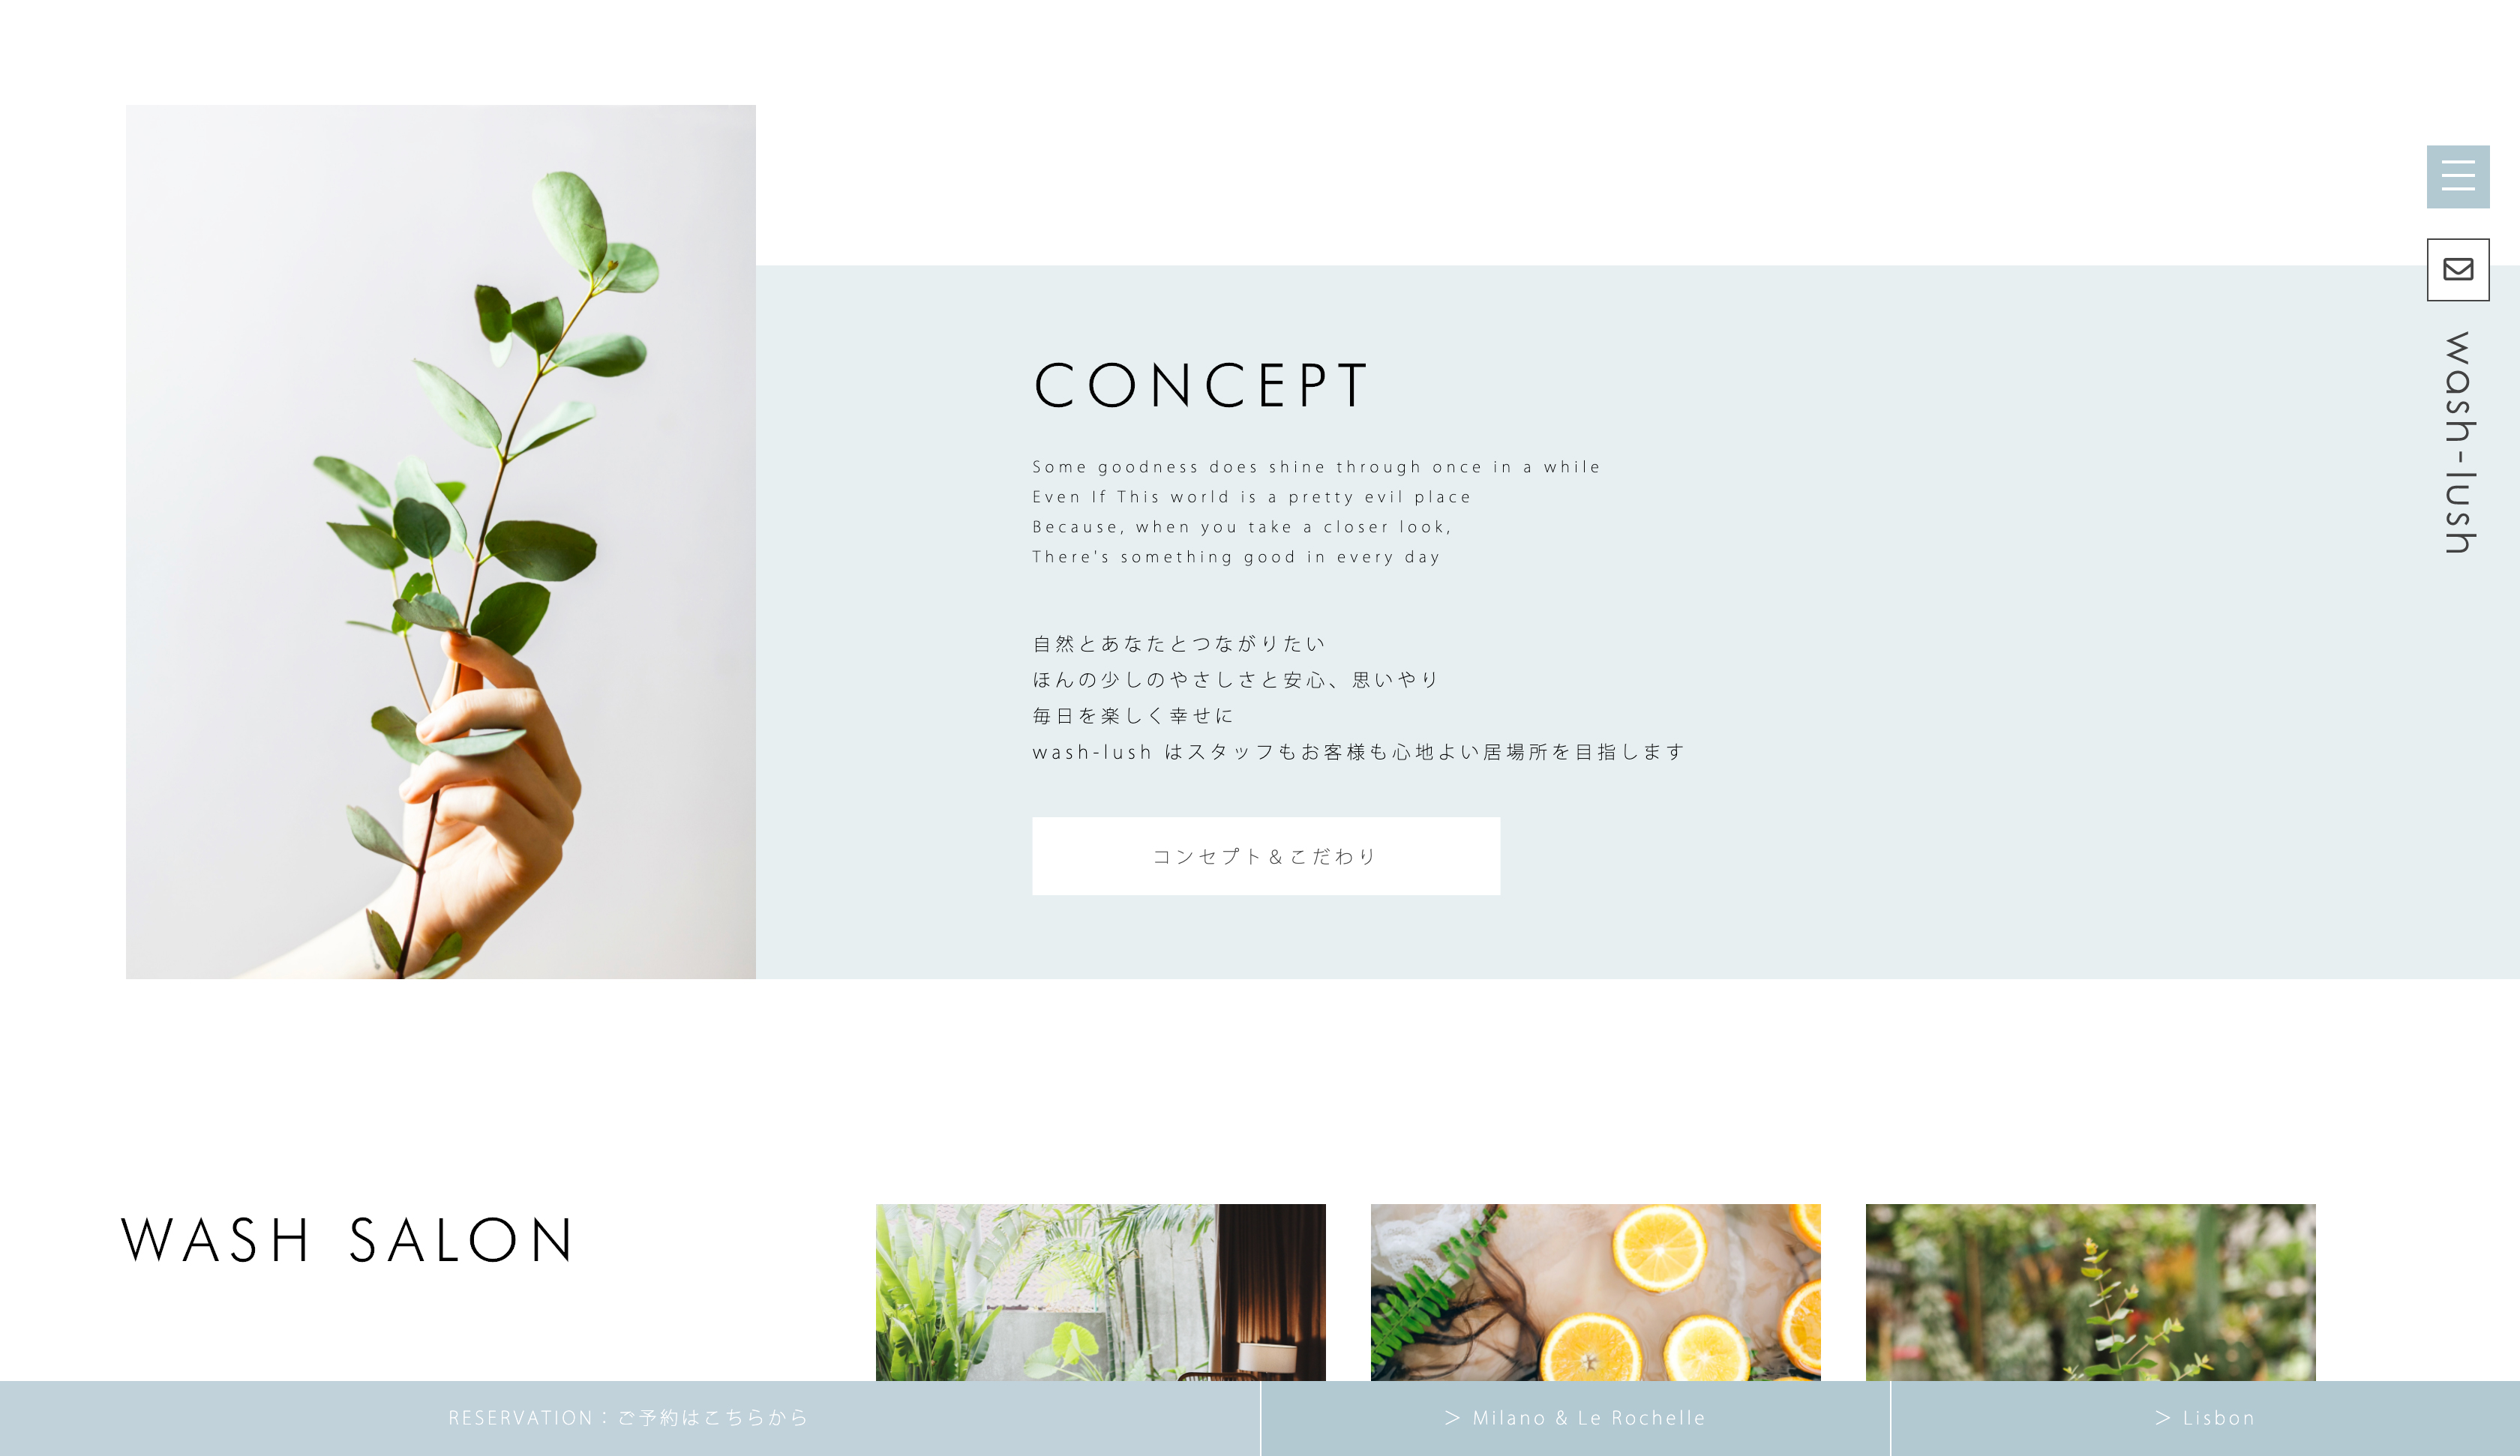 CONCEPT
Some goodness does shine through once in a while
Even If This world is a pretty evil place
Because, when you take a closer look,
There's something good in every day
自然とあなたとつながりたい
ほんの少しのやさしさと安心、思いやり
毎日を楽しく幸せに
wash-lush はスタッフもお客様も心地よい居場所を目指します
コンセプト＆こだわり
wash-lush
WASH SALON
RESERVATION：ご予約はこちらから
＞ Milano & Le Rochelle
＞ Lisbon